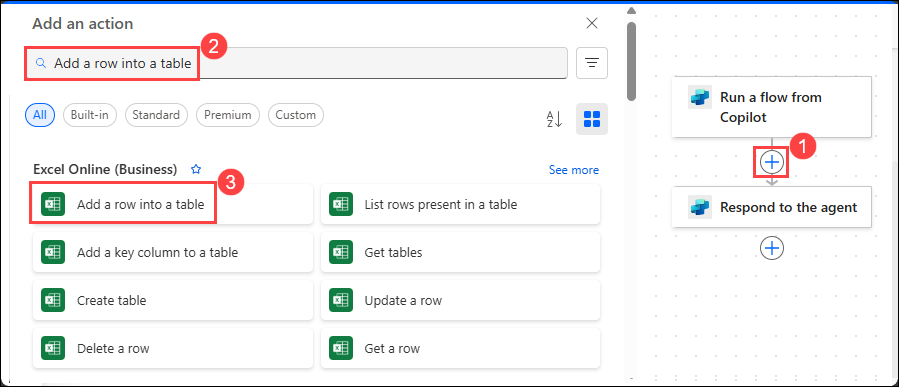 Add an action
2
Add a row into a table
All
Built-in
Standard
Premium
Custom
A
Z
Excel Online (Business)
See more
3
Add a row into a table
List rows present in a table
Add a key column to a table
Get tables
Create table
Update a row
Delete a row
Get a row
Run a flow from
Copilot
1
Respond to the agent